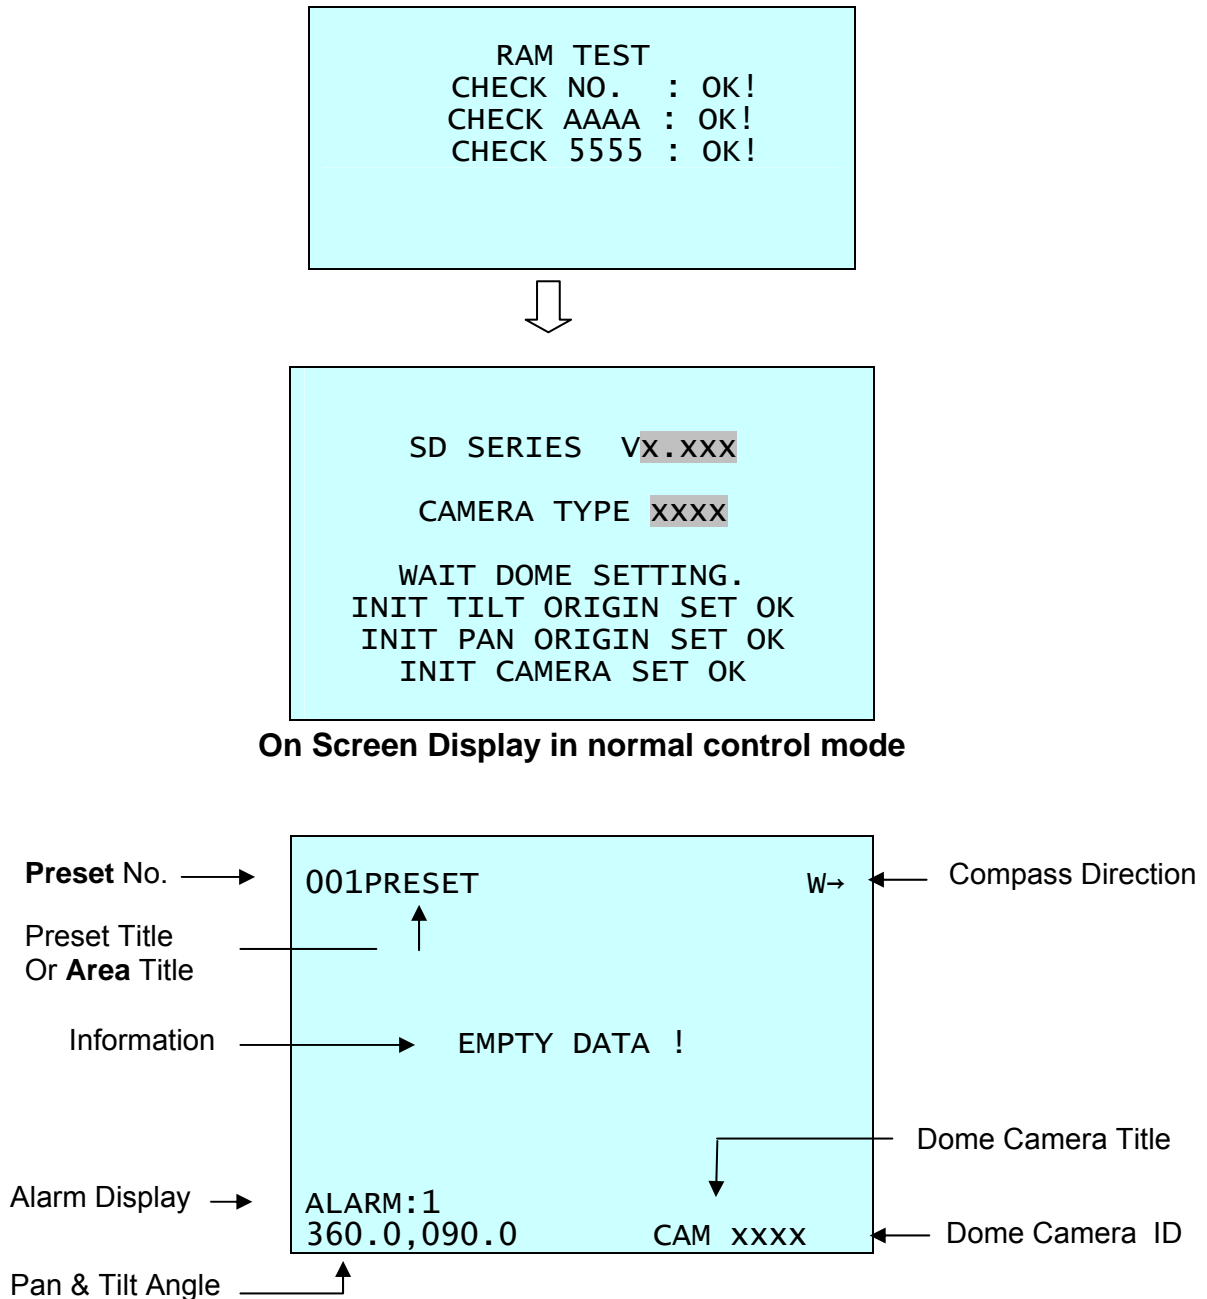 RAM TEST
CHECK NO. : OK!
CHECK AAAA : OK!
CHECK 5555 : OK!
SD SERIES Vx.xxx
CAMERA TYPE xxxx
WAIT DOME SETTING.
INIT TILT ORIGIN SET OK
INIT PAN ORIGIN SET OK
INIT CAMERA SET OK
On Screen Display in normal control mode
Preset No.
001PRESET
W→
Compass Direction
Preset Title
Or Area Title
Information
EMPTY DATA !
Dome Camera Title
Alarm Display
ALARM:1
360.0,090.0
CAM xxxx
Dome Camera ID
Pan & Tilt Angle